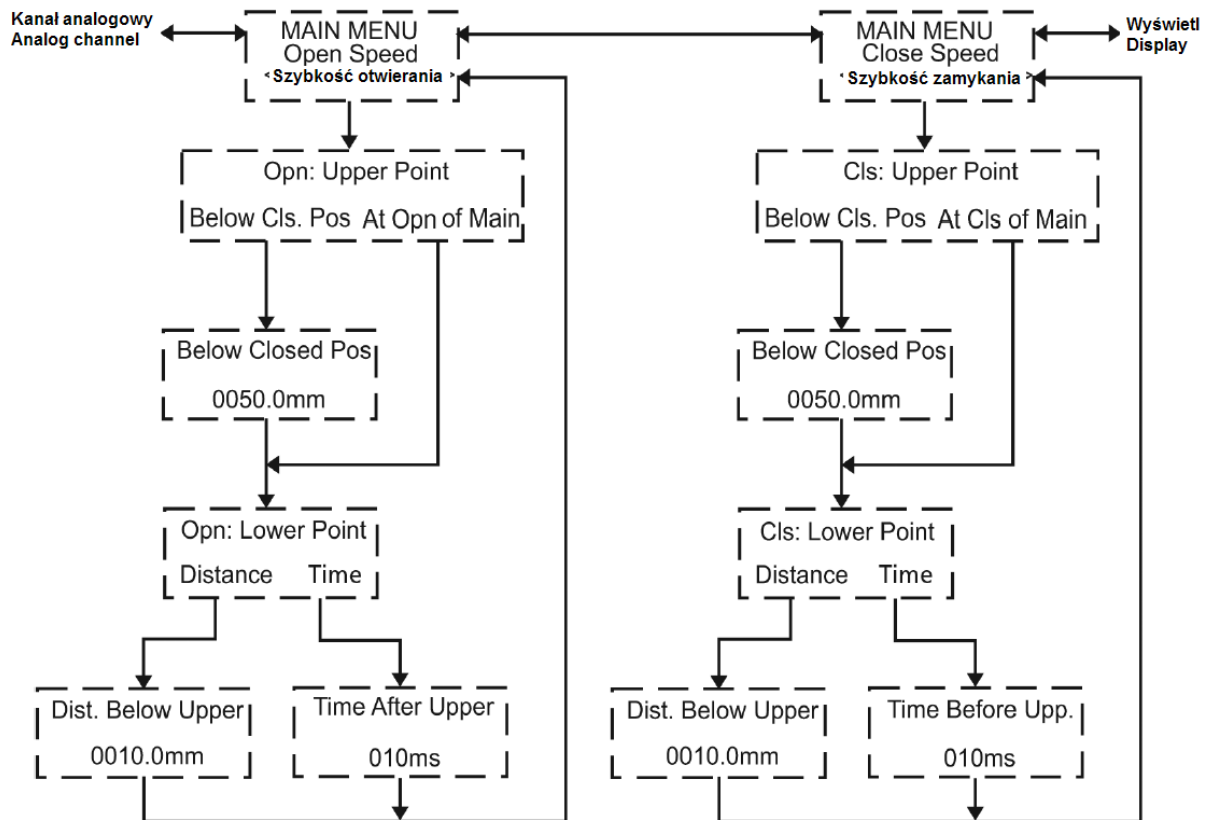 Kanał analogowy
Analog channel
MAIN MENU
Open Speed
< Szybkość otwierania >
MAIN MENU
Close Speed
< Szybkość zamykania >
Wyświetl
Display
Opn: Upper Point
Below Cls. Pos At Opn of Main
Cls: Upper Point
Below Cls. Pos At Cls of Main
Below Closed Pos
0050.0mm
Below Closed Pos
0050.0mm
Opn: Lower Point
Distance Time
Cls: Lower Point
Distance Time
Dist. Below Upper
0010.0mm
Time After Upper
010ms
Dist. Below Upper
0010.0mm
Time Before Upp.
010ms